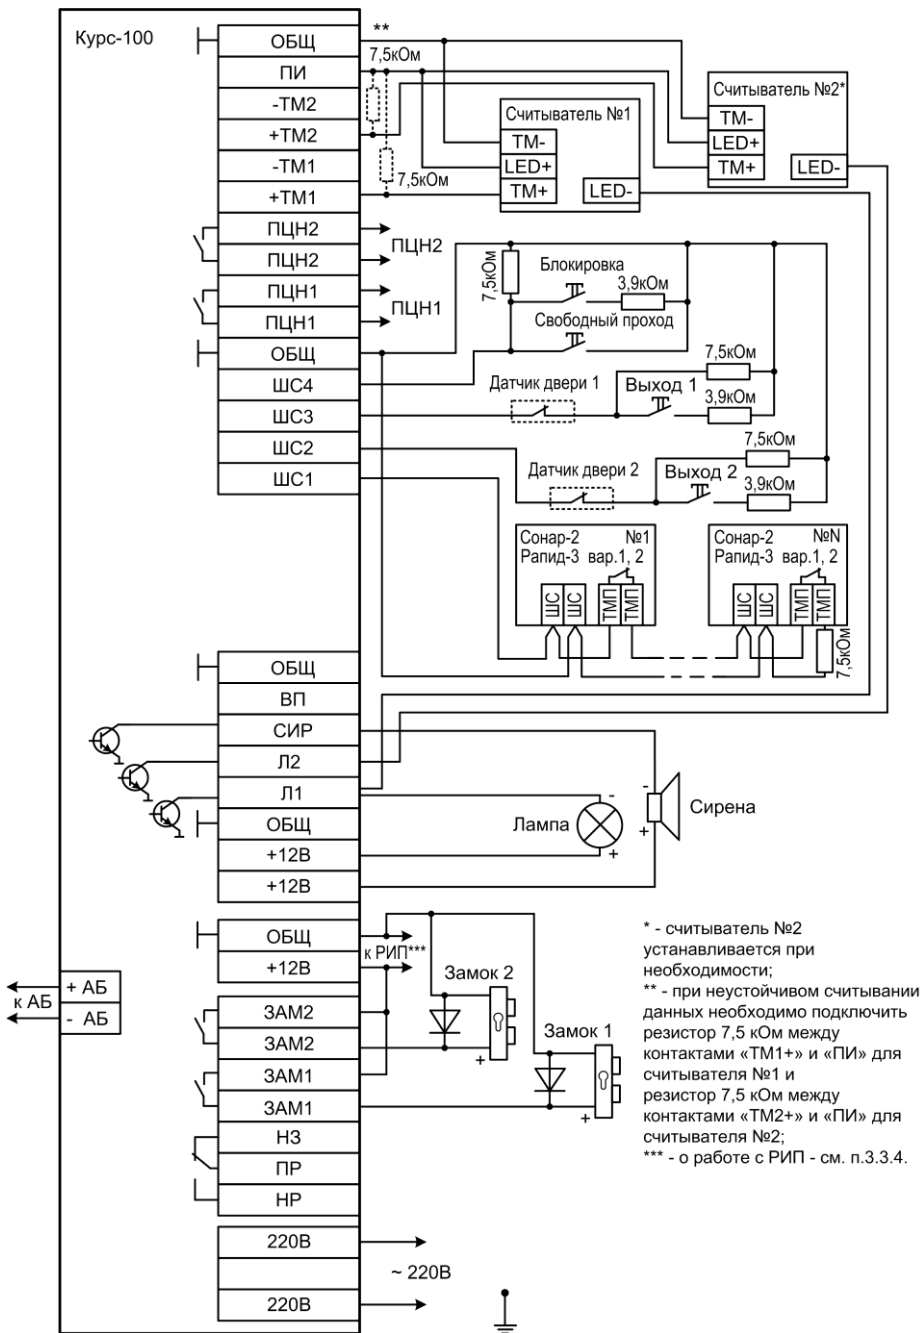 Курс-100
ОБЩ
ПИ
-ТМ2
+ТМ2
-ТМ1
+ТМ1
ПЦН2
ПЦН2
ПЦН1
ПЦН1
ОБЩ
ШС4
ШС3
ШС2
ШС1
**
7,5кОм
7,5кОм
Считыватель №1
ТМ-
LED+
ТМ+
LED-
Считыватель №2*
ТМ-
LED+
ТМ+
LED-
ПЦН2
ПЦН1
7,5кОм
Блокировка
3,9кОм
Свободный проход
7,5кОм
Датчик двери 1
Выход 1
3,9кОм
7,5кОм
Датчик двери 2
Выход 2
3,9кОм
Сонар-2 №1
Рапид-3 вар.1, 2
ШС
ШС
ТМП
ТМП
Сонар-2 №N
Рапид-3 вар.1, 2
ШС
ШС
ТМП
ТМП
7,5кОм
ОБЩ
ВП
СИР
Л2
Л1
ОБЩ
+12В
+12В
-
Лампа
+
-
Сирена
+
ОБЩ
+12В
к РИП***
Замок 2
+
Замок 1
+
+ АБ
к АБ
- АБ
ЗАМ2
ЗАМ2
ЗАМ1
ЗАМ1
НЗ
ПР
НР
220В
~ 220В
220В
* - считыватель №2
устанавливается при
необходимости;
** - при неустойчивом считывании
данных необходимо подключить
резистор 7,5 кОм между
контактами «ТМ1+» и «ПИ» для
считывателя №1 и
резистор 7,5 кОм между
контактами «ТМ2+» и «ПИ» для
считывателя №2;
*** - о работе с РИП - см. п.3.3.4.